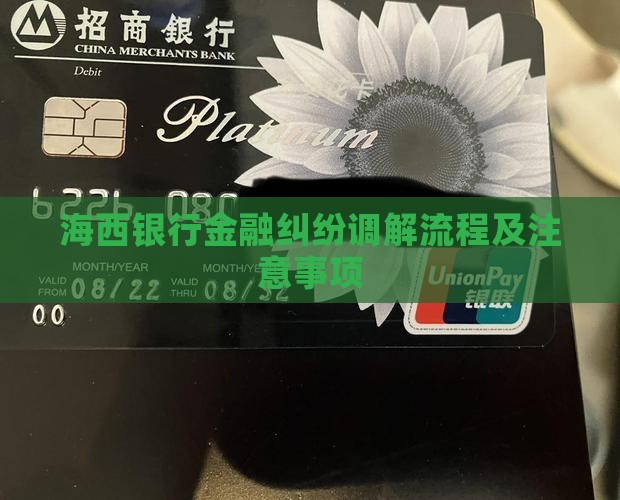 招商銀行
CHINA MERCHANTS BANK
Debit
Platinum
6226 080
海西银行金融纠纷调解流程及注
意事项
MONTH/YEAR MONTH/YEAR
VALID FROM 08/22 VALID THRU 08/32
00
UnionPay
银联